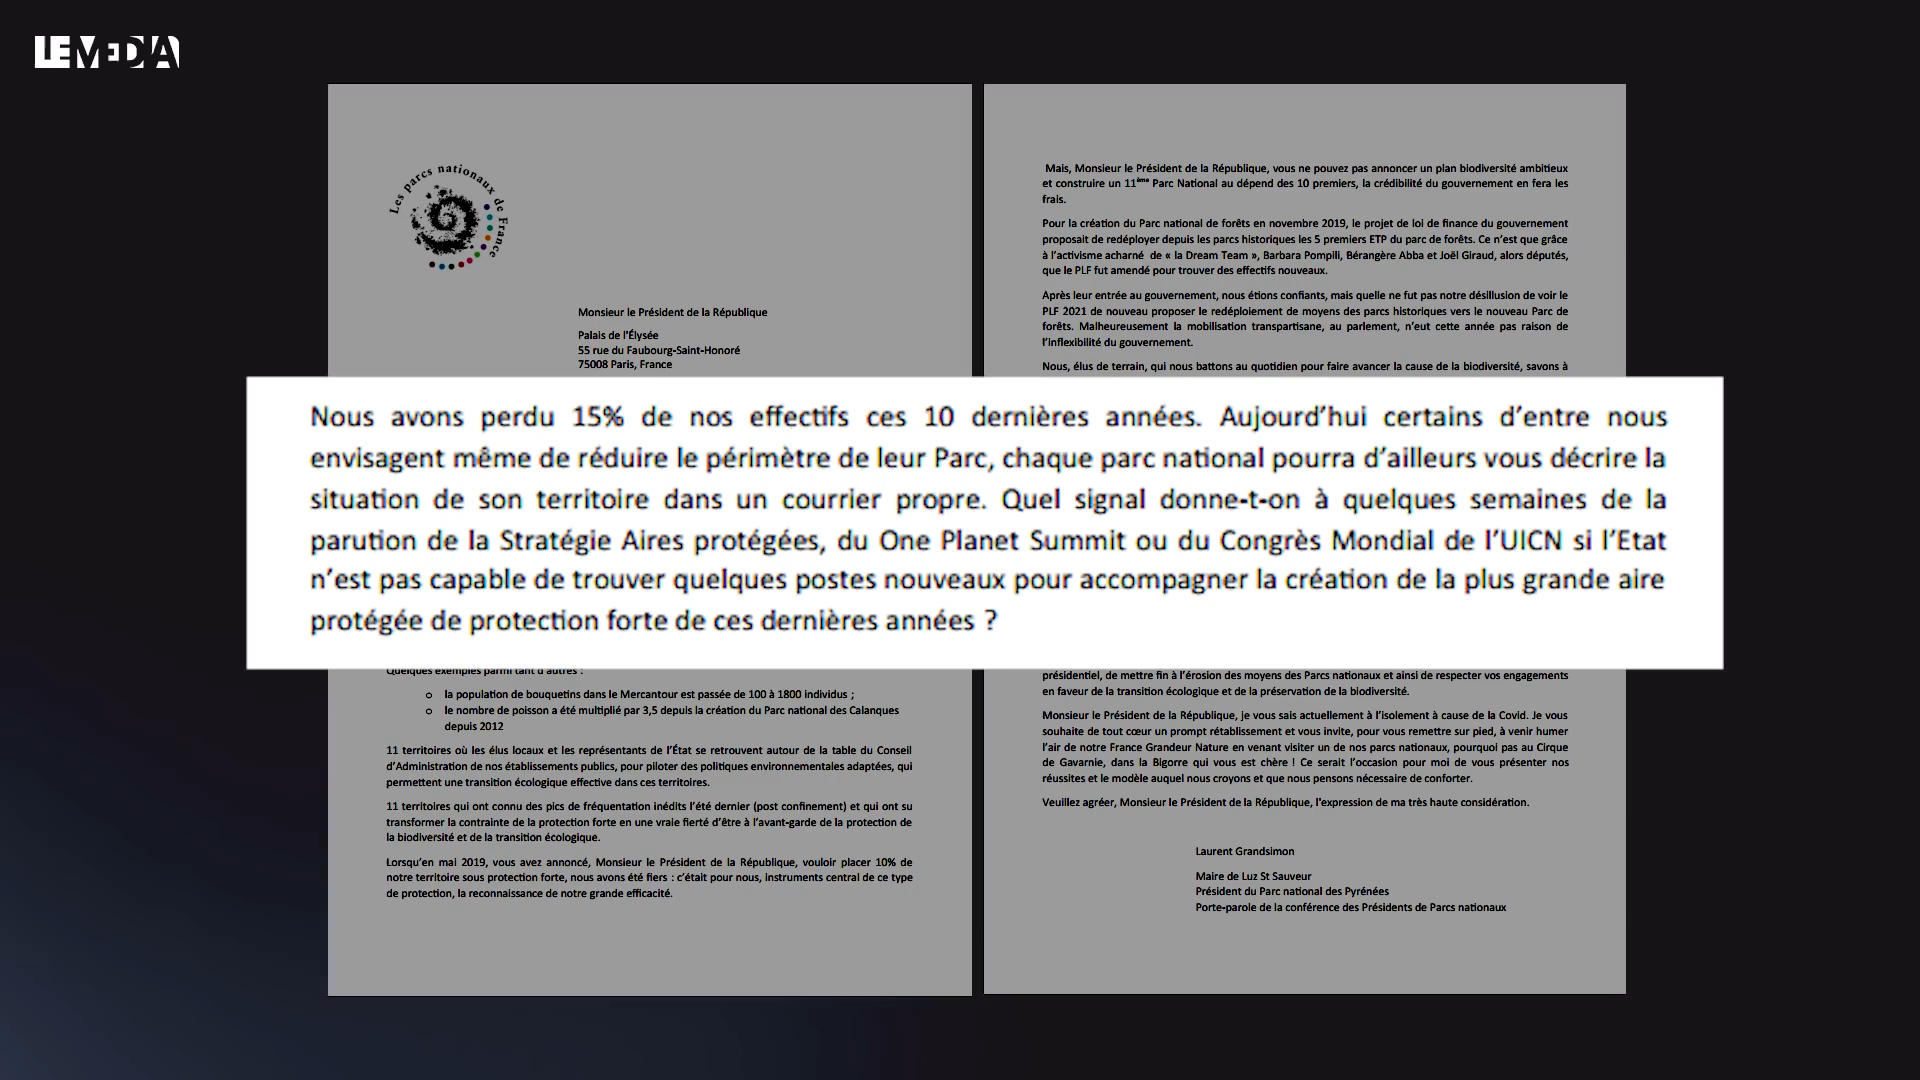 LEMEDIA
Les parcs nationaux de France
Monsieur le Président de la République
Palais de l'Élysée
55 rue du Faubourg-Saint-Honoré
75008 Paris, France
Mais, Monsieur le Président de la République, vous ne pouvez pas annoncer un plan biodiversité ambitieux
et construire un 11ème Parc National au dépend des 10 premiers, la crédibilité du gouvernement en fera les
frais.
Pour la création du Parc national de forêts en novembre 2019, le projet de loi de finance du gouvernement
proposait de redéployer depuis les parcs historiques les 5 premiers ETP du parc de forêts. Ce n'est que grâce
à l'activisme acharné de « la Dream Team », Barbara Pompili, Bérangère Abba et Joël Giraud, alors députés,
que le PLF fut amendé pour trouver des effectifs nouveaux.
Après leur entrée au gouvernement, nous étions confiants, mais quelle ne fut pas notre désillusion de voir le
PLF 2021 de nouveau proposer le redéploiement de moyens des parcs historiques vers le nouveau Parc de
forêts. Malheureusement la mobilisation transpartisane, au parlement, n'eut cette année pas raison de
l'inflexibilité du gouvernement.
Nous, élus de terrain, qui nous battons au quotidien pour faire avancer la cause de la biodiversité, savons à
Nous avons perdu 15% de nos effectifs ces 10 dernières années. Aujourd'hui certains d'entre nous
envisagent même de réduire le périmètre de leur Parc, chaque parc national pourra d'ailleurs vous décrire la
situation de son territoire dans un courrier propre. Quel signal donne-t-on à quelques semaines de la
parution de la Stratégie Aires protégées, du One Planet Summit ou du Congrès Mondial de l'UICN si l'Etat
n'est pas capable de trouver quelques postes nouveaux pour accompagner la création de la plus grande aire
protégée de protection forte de ces dernières années ?
Quelques exemples parmi tant d'autres :
o la population de bouquetins dans le Mercantour est passée de 100 à 1800 individus ;
o le nombre de poisson a été multiplié par 3,5 depuis la création du Parc national des Calanques
depuis 2012
11 territoires où les élus locaux et les représentants de l'État se retrouvent autour de la table du Conseil
d'Administration de nos établissements publics, pour piloter des politiques environnementales adaptées, qui
permettent une transition écologique effective dans ces territoires.
11 territoires qui ont connu des pics de fréquentation inédits l'été dernier (post confinement) et qui ont su
transformer la contrainte de la protection forte en une vraie fierté d'être à l'avant-garde de la protection de
la biodiversité et de la transition écologique.
Lorsqu'en mai 2019, vous avez annoncé, Monsieur le Président de la République, vouloir placer 10% de
notre territoire sous protection forte, nous avons été fiers : c'était pour nous, instruments central de ce type
de protection, la reconnaissance de notre grande efficacité.
présidentiel, de mettre fin à l'érosion des moyens des Parcs nationaux et ainsi de respecter vos engagements
en faveur de la transition écologique et de la préservation de la biodiversité.
Monsieur le Président de la République, je vous sais actuellement à l'isolement à cause de la Covid. Je vous
souhaite de tout cœur un prompt rétablissement et vous invite, pour vous remettre sur pied, à venir humer
l'air de notre France Grandeur Nature en venant visiter un de nos parcs nationaux, pourquoi pas au Cirque
de Gavarnie, dans la Bigorre qui vous est chère ! Ce serait l'occasion pour moi de vous présenter nos
réussites et le modèle auquel nous croyons et que nous pensons nécessaire de conforter.
Veuillez agréer, Monsieur le Président de la République, l'expression de ma très haute considération.
Laurent Grandsimon
Maire de Luz St Sauveur
Président du Parc national des Pyrénées
Porte-parole de la conférence des Présidents de Parcs nationaux